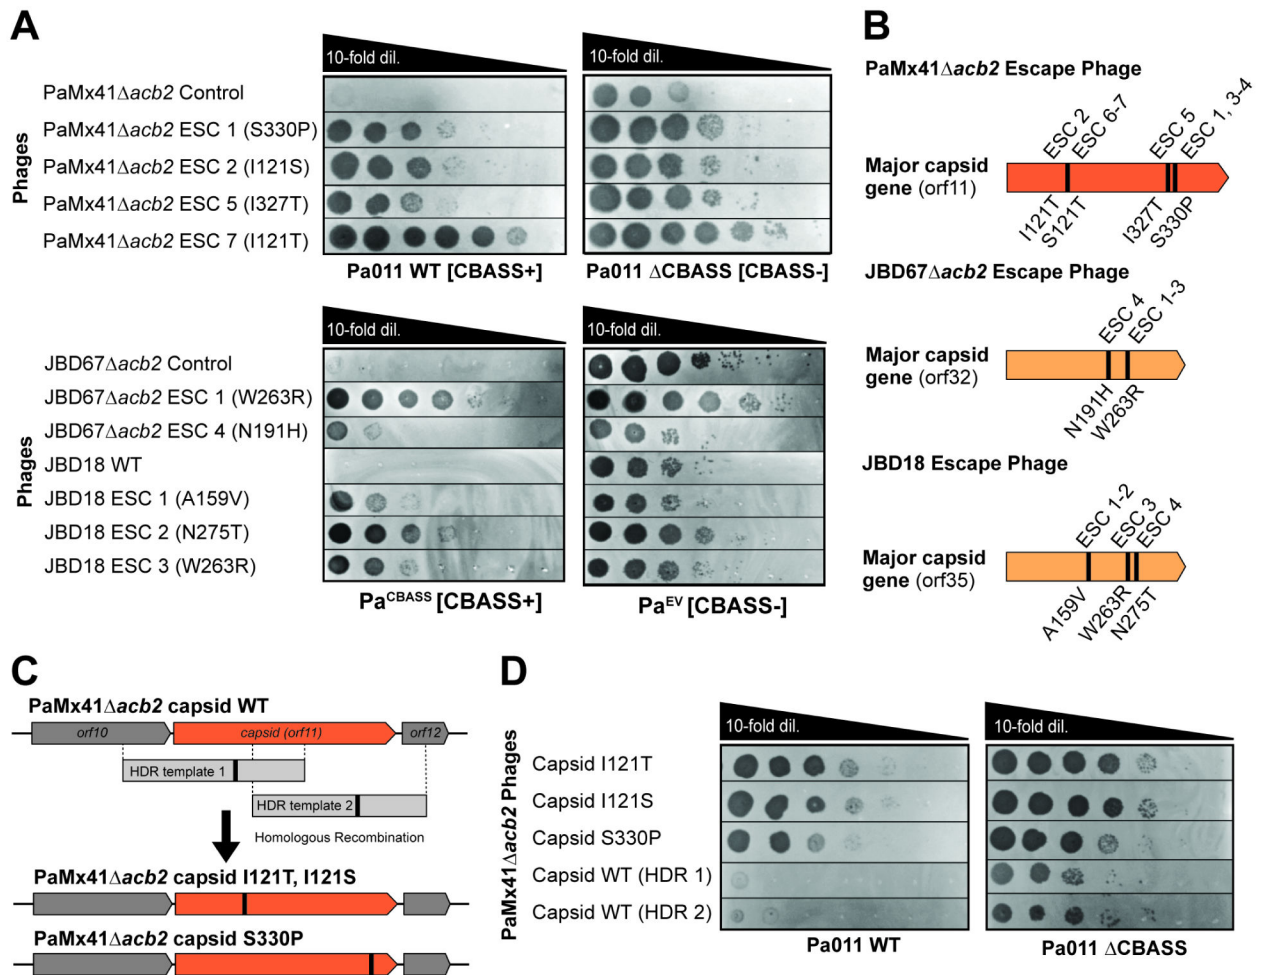 A
10-fold dil.
10-fold dil.
Phages
PaMx41Δacb2 Control
PaMx41Δacb2 ESC 1 (S330P)
PaMx41Δacb2 ESC 2 (I121S)
PaMx41Δacb2 ESC 5 (I327T)
PaMx41Δacb2 ESC 7 (I121T)
Pa011 WT [CBASS+]
Pa011 ΔCBASS [CBASS-]
10-fold dil.
10-fold dil.
Phages
JBD67Δacb2 Control
JBD67Δacb2 ESC 1 (W263R)
JBD67Δacb2 ESC 4 (N191H)
JBD18 WT
JBD18 ESC 1 (A159V)
JBD18 ESC 2 (N275T)
JBD18 ESC 3 (W263R)
PaCBASS [CBASS+]
PaEV [CBASS-]
B
PaMx41Δacb2 Escape Phage
ESC 2
ESC 6-7
ESC 5
ESC 1, 3-4
Major capsid
gene (orf11)
I121T
S121T
I327T
S330P
JBD67Δacb2 Escape Phage
ESC 4
ESC 1-3
Major capsid
gene (orf32)
N191H
W263R
JBD18 Escape Phage
ESC 1-2
ESC 3
ESC 4
Major capsid
gene (orf35)
A159V
W263R
N275T
C
PaMx41Δacb2 capsid WT
orf10
capsid (orf11)
orf12
HDR template 1
HDR template 2
Homologous Recombination
PaMx41Δacb2 capsid I121T, I121S
PaMx41Δacb2 capsid S330P
D
10-fold dil.
10-fold dil.
PaMx41Δacb2 Phages
Capsid I121T
Capsid I121S
Capsid S330P
Capsid WT (HDR 1)
Capsid WT (HDR 2)
Pa011 WT
Pa011 ΔCBASS